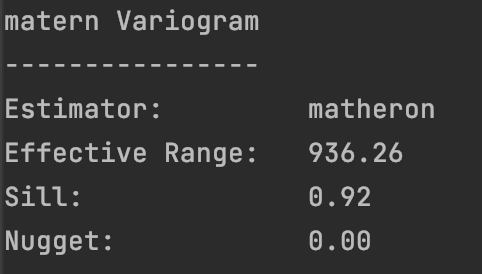 matern Variogram
----------------
Estimator: matheron
Effective Range: 936.26
Sill: 0.92
Nugget: 0.00